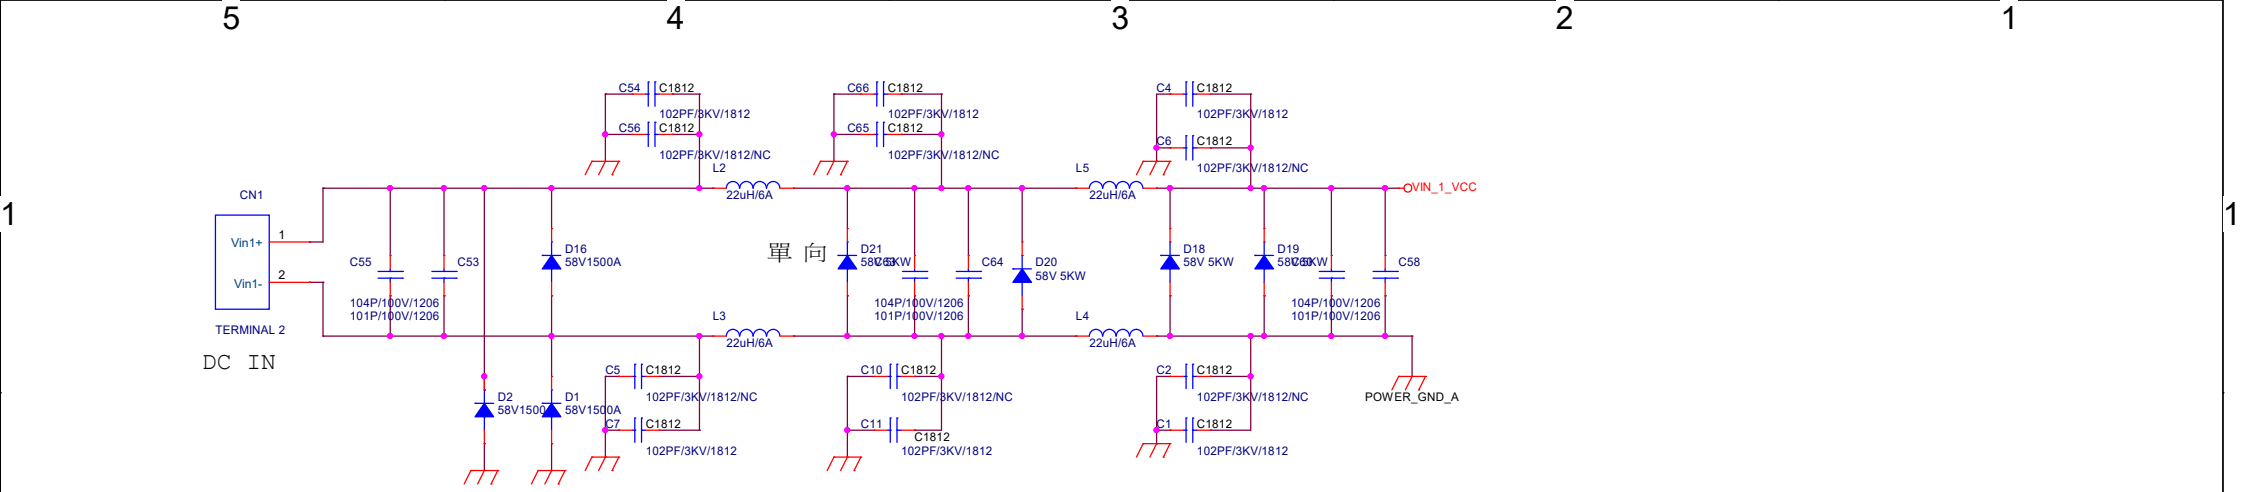 5 4 3 2 1
C54 C1812
102PF/3KV/1812
C56 C1812
102PF/3KV/1812/NC
C66 C1812
102PF/3KV/1812
C65 C1812
102PF/3KV/1812/NC
C4 C1812
102PF/3KV/1812
C6 C1812
102PF/3KV/1812/NC
L2
22uH/6A
L5
22uH/6A
VIN_1_VCC
1
1
CN1
Vin1+ 1
Vin1- 2
TERMINAL 2
DC IN
C55
C53
104P/100V/1206
101P/100V/1206
D16
58V1500A
單向
D21
58V 5KW
C63
C64
104P/100V/1206
101P/100V/1206
D20
58V 5KW
D18
58V 5KW
D19
58V 5KW
C60
C58
104P/100V/1206
101P/100V/1206
L3
22uH/6A
L4
22uH/6A
D2
58V1500A
D1
58V1500A
C5 C1812
102PF/3KV/1812/NC
C7 C1812
102PF/3KV/1812
C10 C1812
102PF/3KV/1812/NC
C11 C1812
102PF/3KV/1812
C2 C1812
102PF/3KV/1812/NC
C1 C1812
102PF/3KV/1812
POWER_GND_A